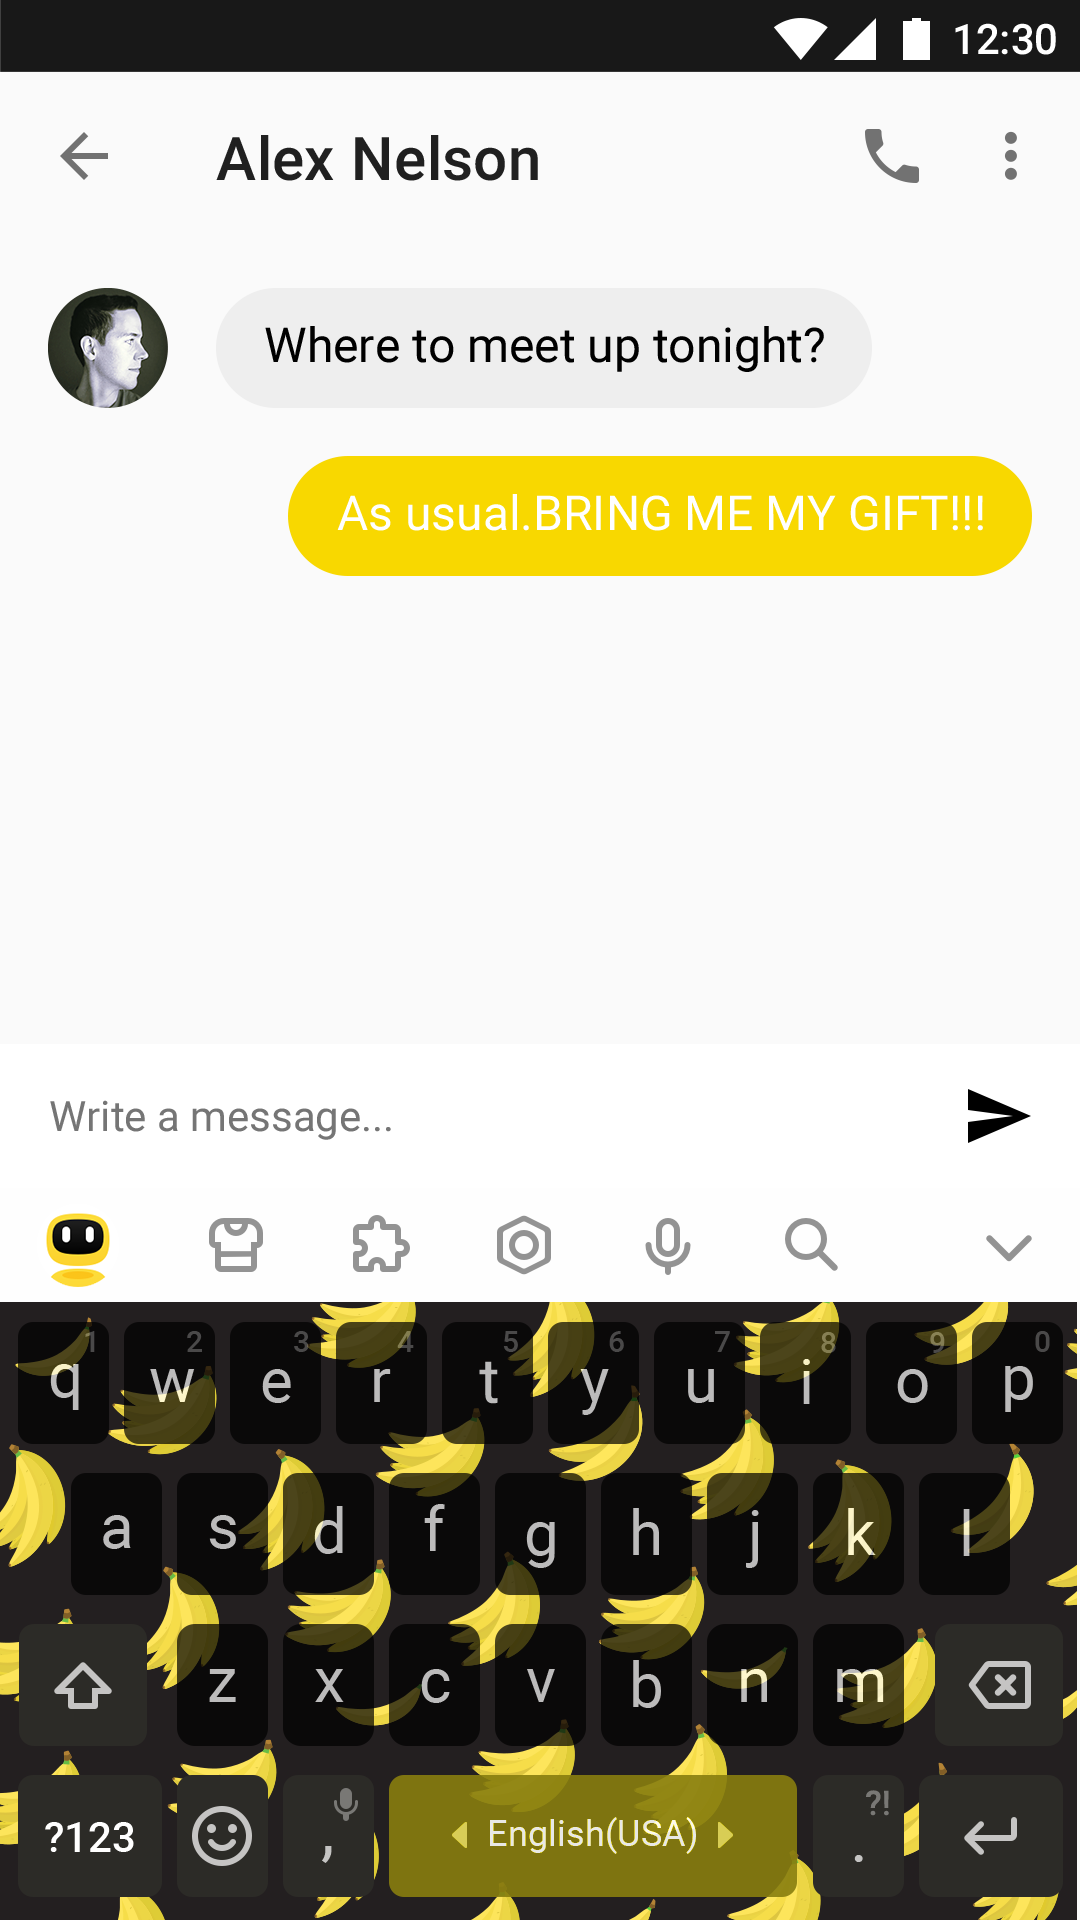 12:30
Alex Nelson
Where to meet up tonight?
As usual.BRING ME MY GIFT!!!
Write a message...
1 2 3 4 5 6 7 8 9 0
q w e r t y u i o p
a s d f g h j k l
z x c v b n m
?!
?123 , English(USA) .